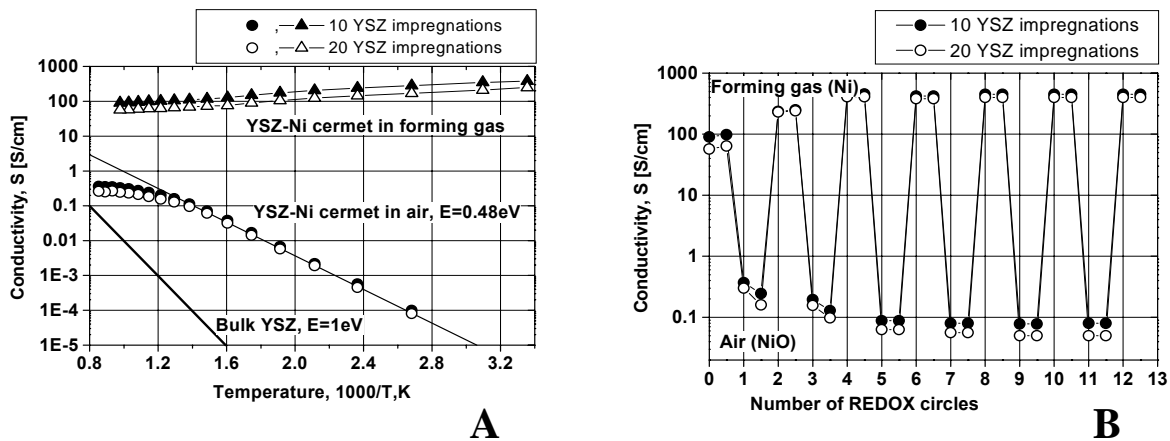 ,— 10 YSZ impregnations
,— 20 YSZ impregnations
Conductivity, S [S/cm]
1000
100
10
1
0.1
0.01
1E-3
1E-4
1E-5
YSZ-Ni cermet in forming gas
YSZ-Ni cermet in air, E=0.48eV
Bulk YSZ, E=1eV
0.8 1.2 1.6 2.0 2.4 2.8 3.2
Temperature, 1000/T,K
A
10 YSZ impregnations
20 YSZ impregnations
Conductivity, S [S/cm]
1000
100
10
1
0.1
Forming gas (Ni)
Air (NiO)
0 1 2 3 4 5 6 7 8 9 10 11 12 13
Number of REDOX circles
B